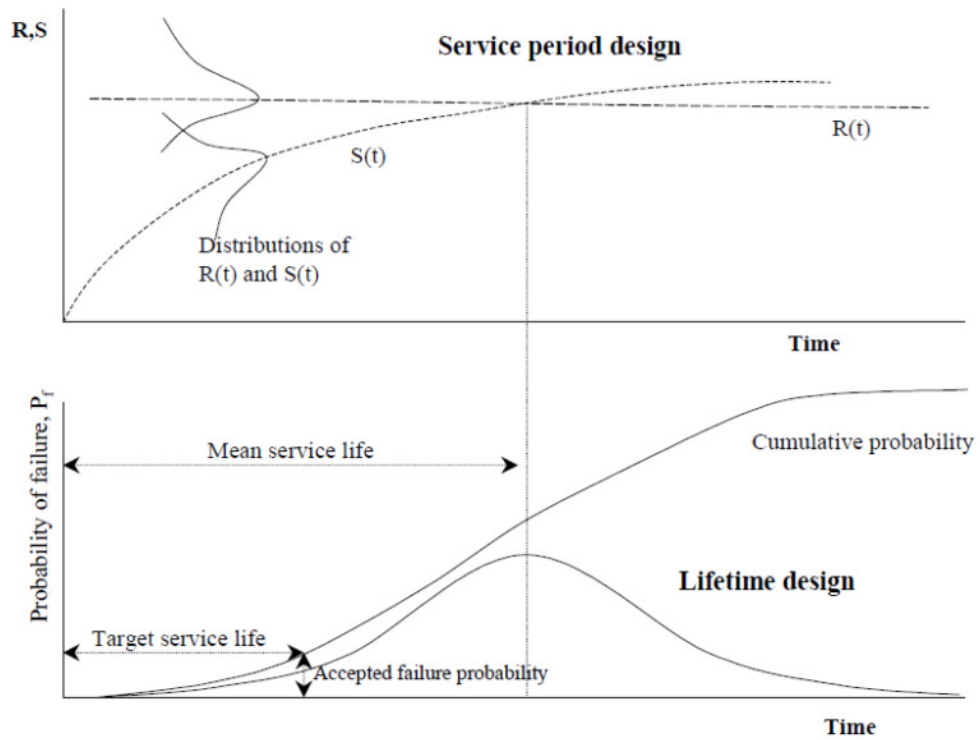 R,S
Service period design
R(t)
S(t)
Distributions of
R(t) and S(t)
Time
Probability of failure, P_f
Mean service life
Cumulative probability
Lifetime design
Target service life
Accepted failure probability
Time